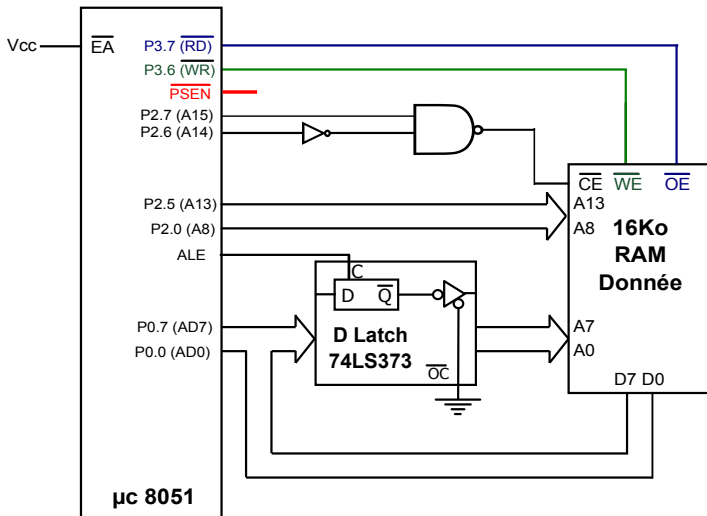 Vcc
EA
P3.7 (RD)
P3.6 (WR)
PSEN
P2.7 (A15)
P2.6 (A14)
P2.5 (A13)
P2.0 (A8)
ALE
P0.7 (AD7)
P0.0 (AD0)
µc 8051
C
D
Q
D Latch
74LS373
OC
CE WE OE
A13
A8
16Ko
RAM
Donnée
A7
A0
D7 D0